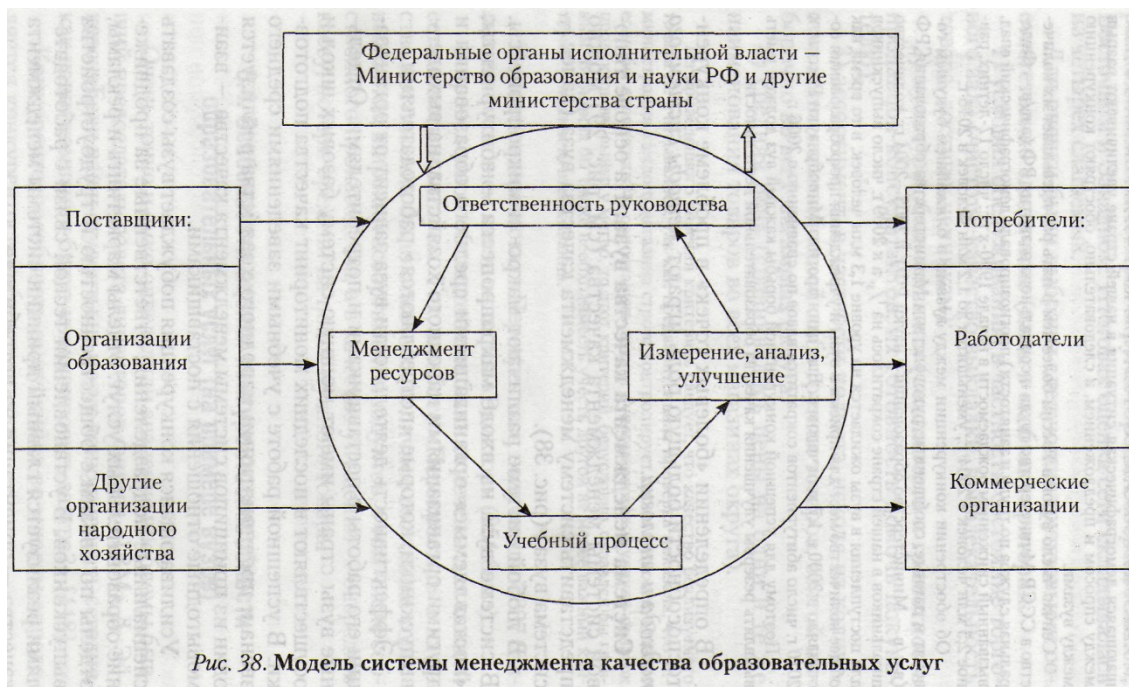 Федеральные органы исполнительной власти —
Министерство образования и науки РФ и другие
министерства страны
Поставщики:
Ответственность руководства
Потребители:
Организации
образования
Менеджмент
ресурсов
Измерение, анализ,
улучшение
Работодатели
Другие
организации
народного
хозяйства
Учебный процесс
Коммерческие
организации
Рис. 38. Модель системы менеджмента качества образовательных услуг